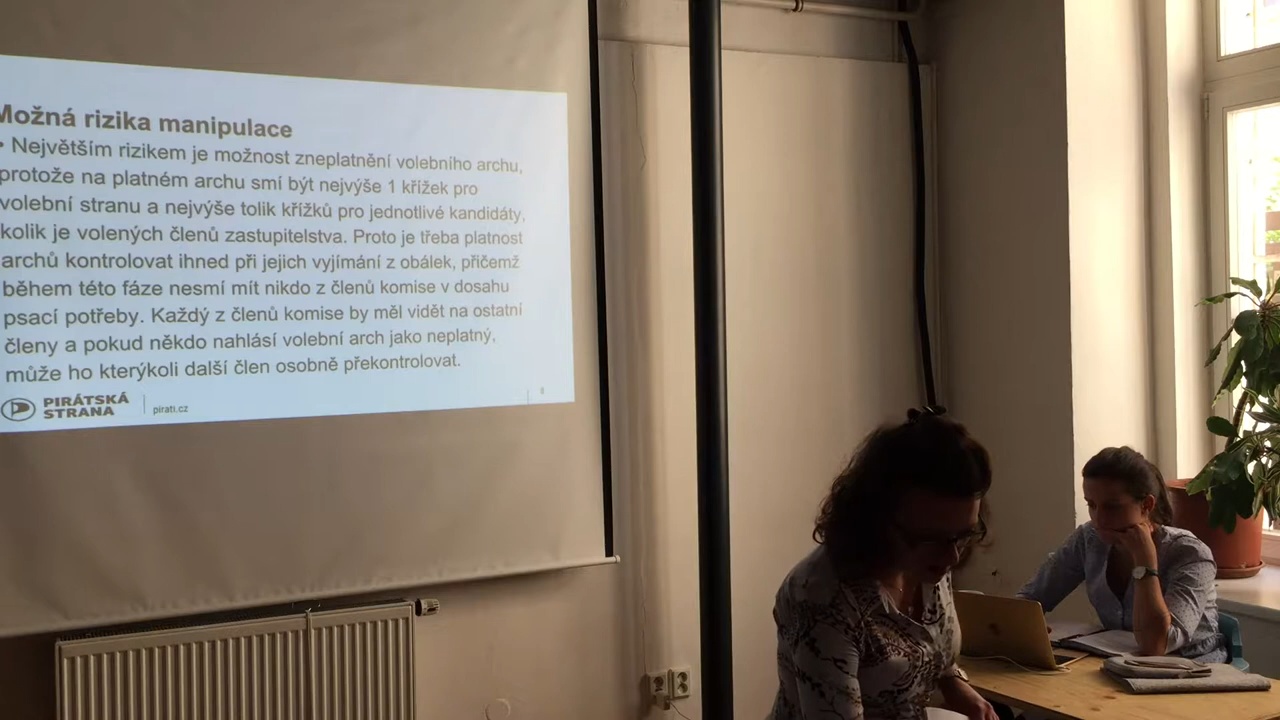 Možná rizika manipulace
• Největším rizikem je možnost zneplatnění volebního archu,
protože na platném archu smí být nejvýše 1 křížek pro
volební stranu a nejvýše tolik křížků pro jednotlivé kandidáty,
kolik je volených členů zastupitelstva. Proto je třeba platnost
archů kontrolovat ihned při jejich vyjímání z obálek, přičemž
během této fáze nesmí mít nikdo z členů komise v dosahu
psací potřeby. Každý z členů komise by měl vidět na ostatní
členy a pokud někdo nahlásí volební arch jako neplatný,
může ho kterýkoli další člen osobně překontrolovat.
PIRÁTSKÁ
STRANA
pirati.cz